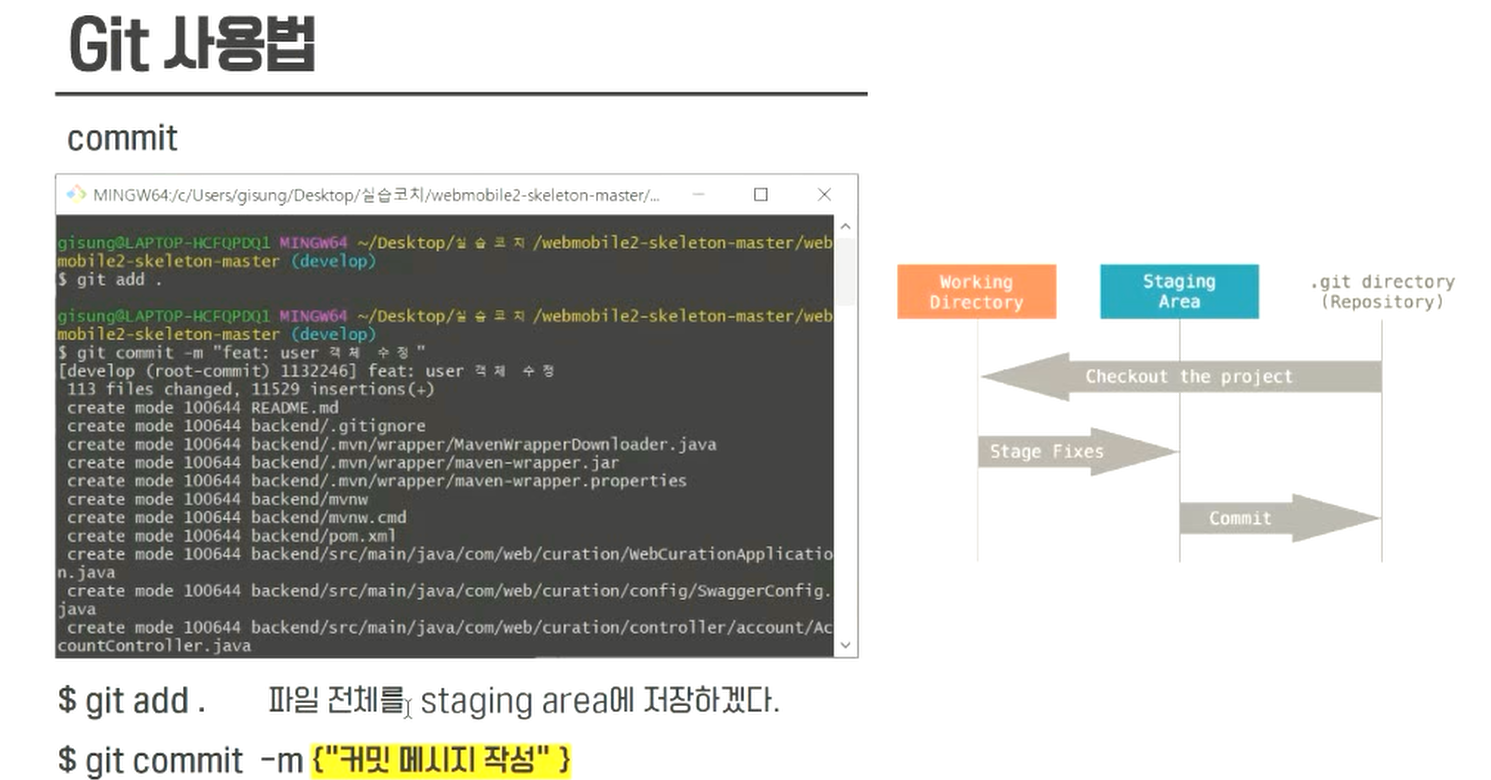 Git 사용법
commit
MINGW64:/c/Users/gisung/Desktop/실습코치/webmobile2-skeleton-master/...
gisung@LAPTOP-HCFQPDQ1 MINGW64 ~/Desktop/실습코치/webmobile2-skeleton-master/web
mobile2-skeleton-master (develop)
$ git add .
gisung@LAPTOP-HCFQPDQ1 MINGW64 ~/Desktop/실습코치/webmobile2-skeleton-master/web
mobile2-skeleton-master (develop)
$ git commit -m "feat: user 객체 수정"
[develop (root-commit) 1132246] feat: user 객체 수정
113 files changed, 11529 insertions(+)
create mode 100644 README.md
create mode 100644 backend/.gitignore
create mode 100644 backend/.mvn/wrapper/MavenWrapperDownloader.java
create mode 100644 backend/.mvn/wrapper/maven-wrapper.jar
create mode 100644 backend/.mvn/wrapper/maven-wrapper.properties
create mode 100644 backend/mvnw
create mode 100644 backend/mvnw.cmd
create mode 100644 backend/pom.xml
create mode 100644 backend/src/main/java/com/web/curation/WebCurationApplicatio
n.java
create mode 100644 backend/src/main/java/com/web/curation/config/SwaggerConfig.
java
create mode 100644 backend/src/main/java/com/web/curation/controller/account/Ac
countController.java
Working
Directory
Staging
Area
.git directory
(Repository)
Checkout the project
Stage Fixes
Commit
$ git add . 파일 전체를 staging area에 저장하겠다.
$ git commit -m {"커밋 메시지 작성" }